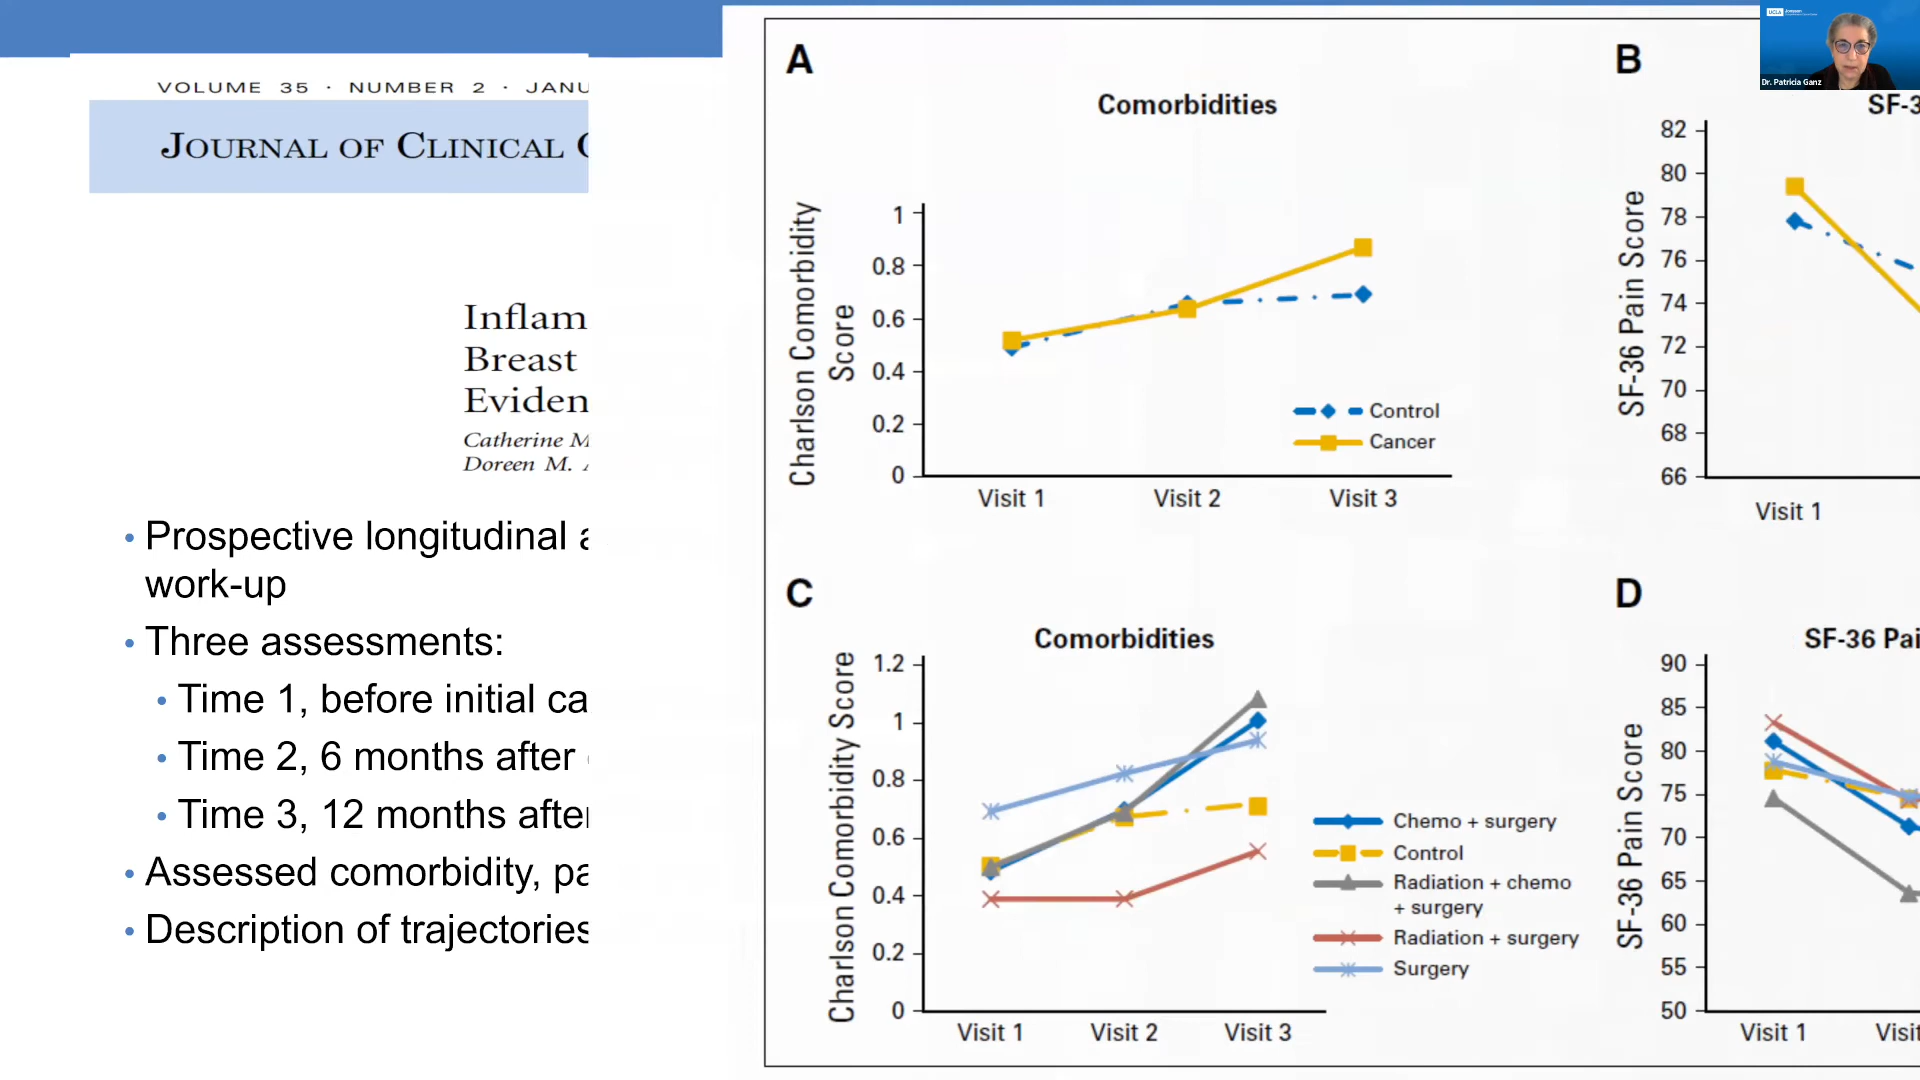 VOLUME 35 · NUMBER 2 · JANU
JOURNAL OF CLINICAL
Inflam
Breast
Eviden
Catherine M
Doreen M.
• Prospective longitudinal
work-up
• Three assessments:
• Time 1, before initial ca
• Time 2, 6 months after
• Time 3, 12 months after
• Assessed comorbidity, pa
• Description of trajectories
A
Comorbidities
Charlson Comorbidity
Score
1
0.8
0.6
0.4
0.2
0
Visit 1 Visit 2 Visit 3
Control
Cancer
B
SF-3
SF-36 Pain Score
82
80
78
76
74
72
70
68
66
Visit 1
C
Comorbidities
Charlson Comorbidity Score
1.2
1
0.8
0.6
0.4
0.2
0
Visit 1 Visit 2 Visit 3
Chemo + surgery
Control
Radiation + chemo
+ surgery
Radiation + surgery
Surgery
D
SF-36 Pai
SF-36 Pain Score
90
85
80
75
70
65
60
55
50
Visit 1 Visit
UCLA
Dr. Patricia Ganz